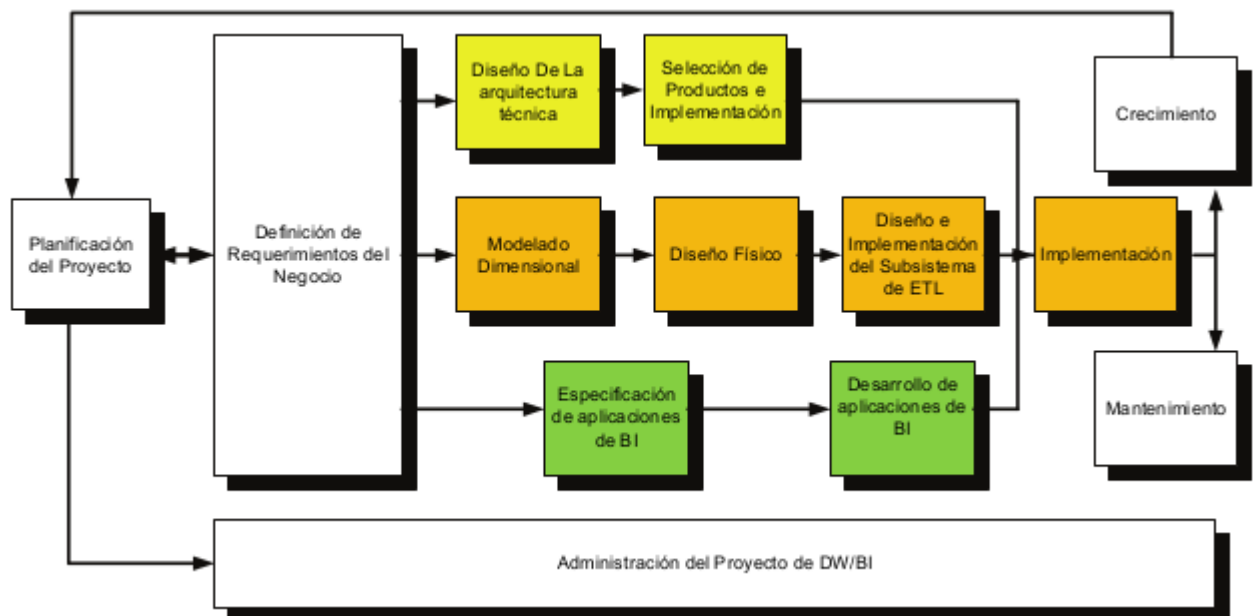 Planificación
del Proyecto
Definición de
Requerimientos del
Negocio
Diseño De La
arquitectura
técnica
Selección de
Productos e
Implementación
Modelado
Dimensional
Diseño Físico
Diseño e
Implementación
del Subsistema
de ETL
Implementación
Especificación
de aplicaciones
de BI
Desarrollo de
aplicaciones de
BI
Crecimiento
Mantenimiento
Administración del Proyecto de DW/BI